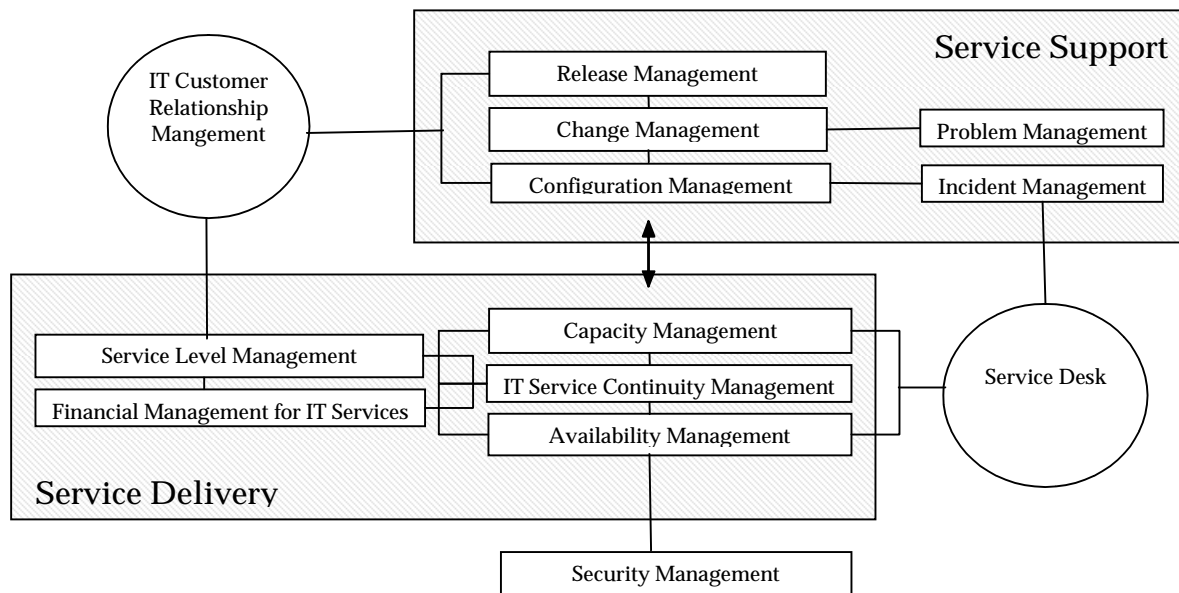 Service Support
IT Customer
Relationship
Mangement
Release Management
Change Management
Problem Management
Configuration Management
Incident Management
Capacity Management
Service Level Management
IT Service Continuity Management
Service Desk
Financial Management for IT Services
Availability Management
Service Delivery
Security Management